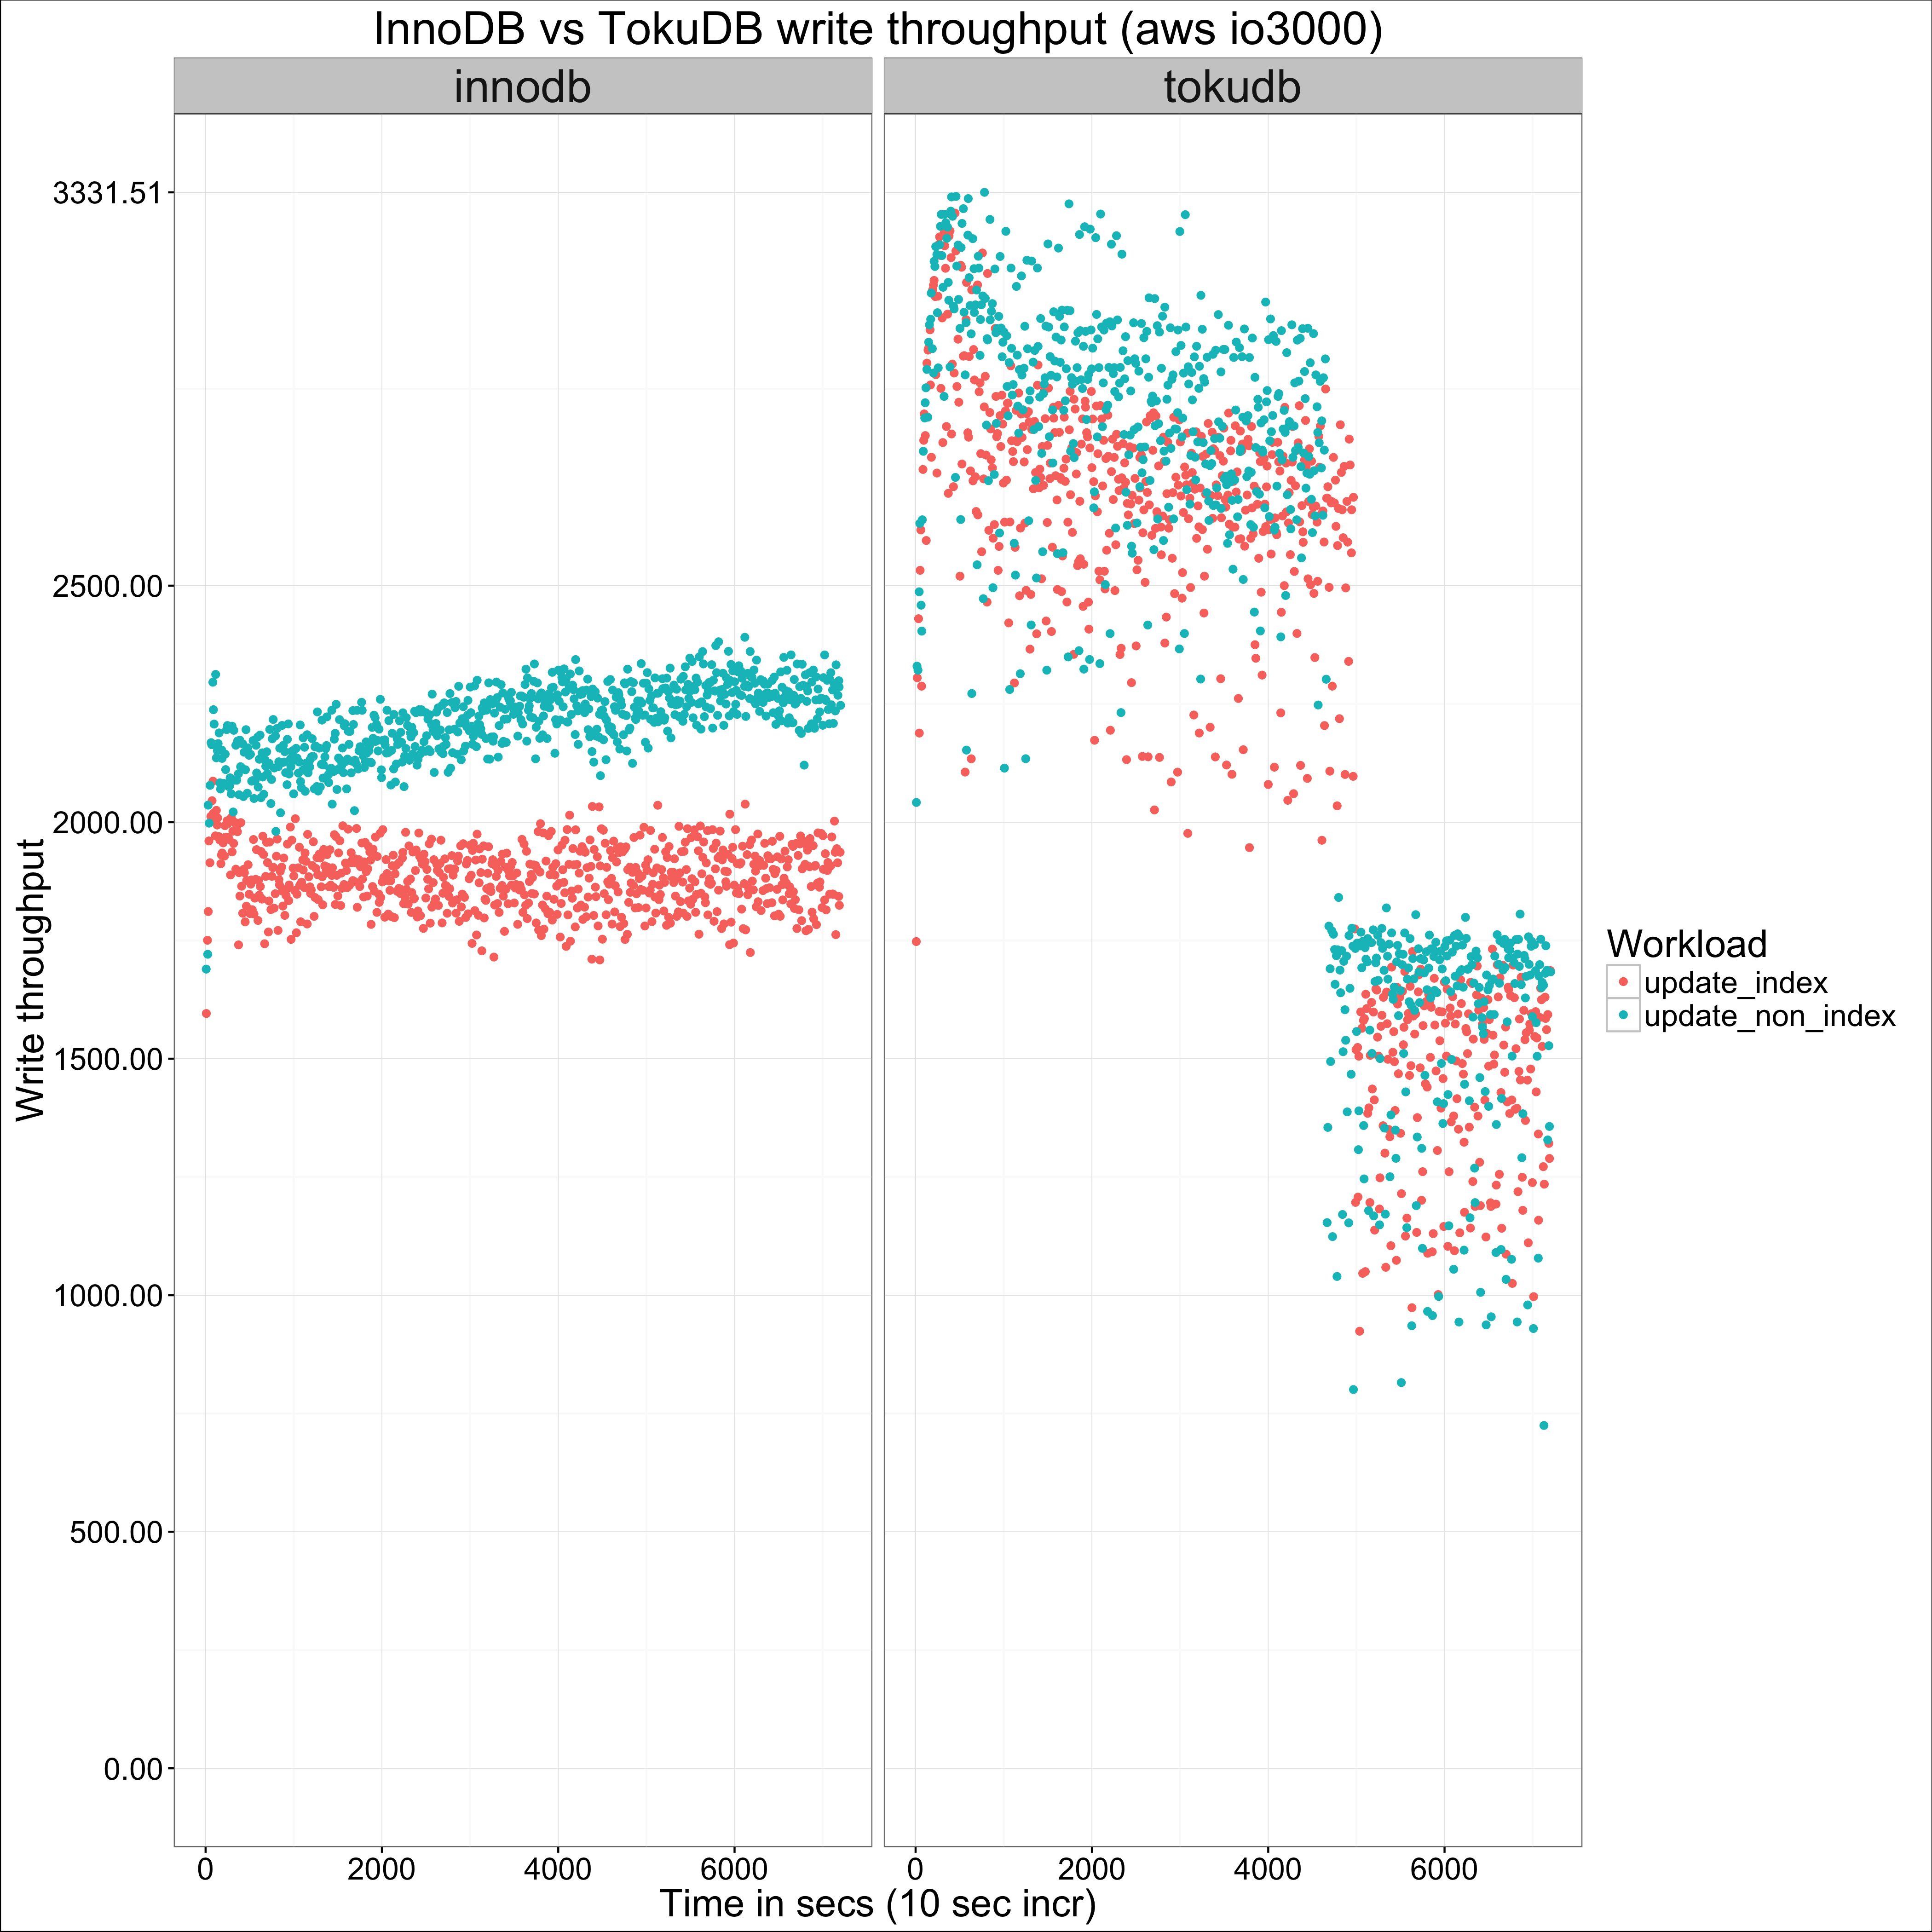 InnoDB vs TokuDB write throughput (aws io3000)
innodb
tokudb
3331.51
2500.00
2000.00
1500.00
1000.00
500.00
0.00
Write throughput
0 2000 4000 6000
0 2000 4000 6000
Time in secs (10 sec incr)
Workload
update_index
update_non_index